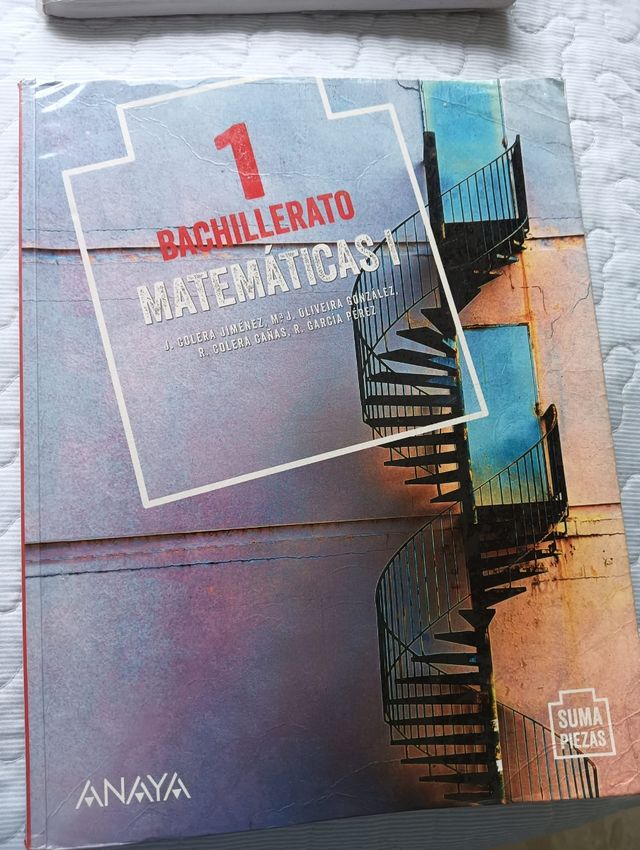 1
BACHILLERATO
MATEMÁTICAS I
J. COLERA JIMÉNEZ, Mª J. OLIVEIRA GONZÁLEZ,
R. COLERA CAÑAS, R. GARCÍA PÉREZ
SUMA
PIEZAS
ANAYA